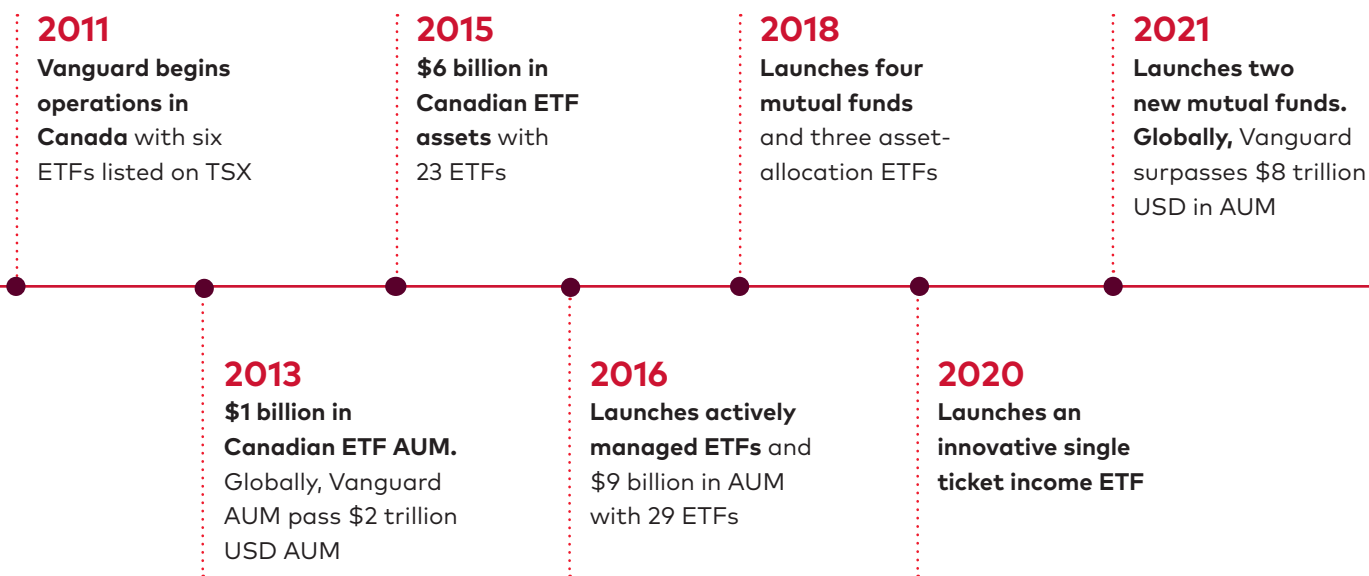 2011
Vanguard begins
operations in
Canada with six
ETFs listed on TSX
2013
$1 billion in
Canadian ETF AUM.
Globally, Vanguard
AUM pass $2 trillion
USD AUM
2015
$6 billion in
Canadian ETF
assets with
23 ETFs
2016
Launches actively
managed ETFs and
$9 billion in AUM
with 29 ETFs
2018
Launches four
mutual funds
and three asset-
allocation ETFs
2020
Launches an
innovative single
ticket income ETF
2021
Launches two
new mutual funds.
Globally, Vanguard
surpasses $8 trillion
USD in AUM